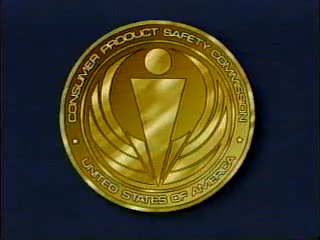 CONSUMER PRODUCT SAFETY COMMISSION
UNITED STATES OF AMERICA